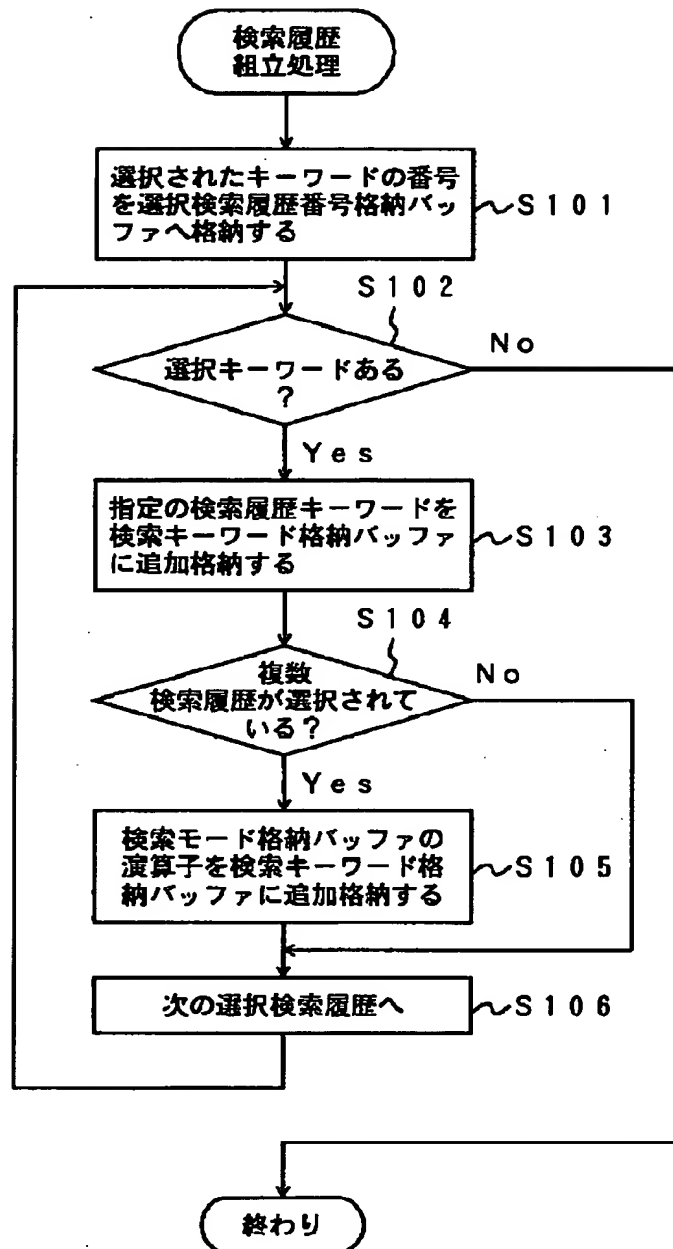 検索履歴
組立処理
選択されたキーワードの番号
を選択検索履歴番号格納バッ
ファへ格納する
S101
S102
選択キーワードある
？
No
Yes
指定の検索履歴キーワードを
検索キーワード格納バッファ
に追加格納する
S103
S104
複数
検索履歴が選択されて
いる？
No
Yes
検索モード格納バッファの
演算子を検索キーワード格
納バッファに追加格納する
S105
次の選択検索履歴へ
S106
終わり